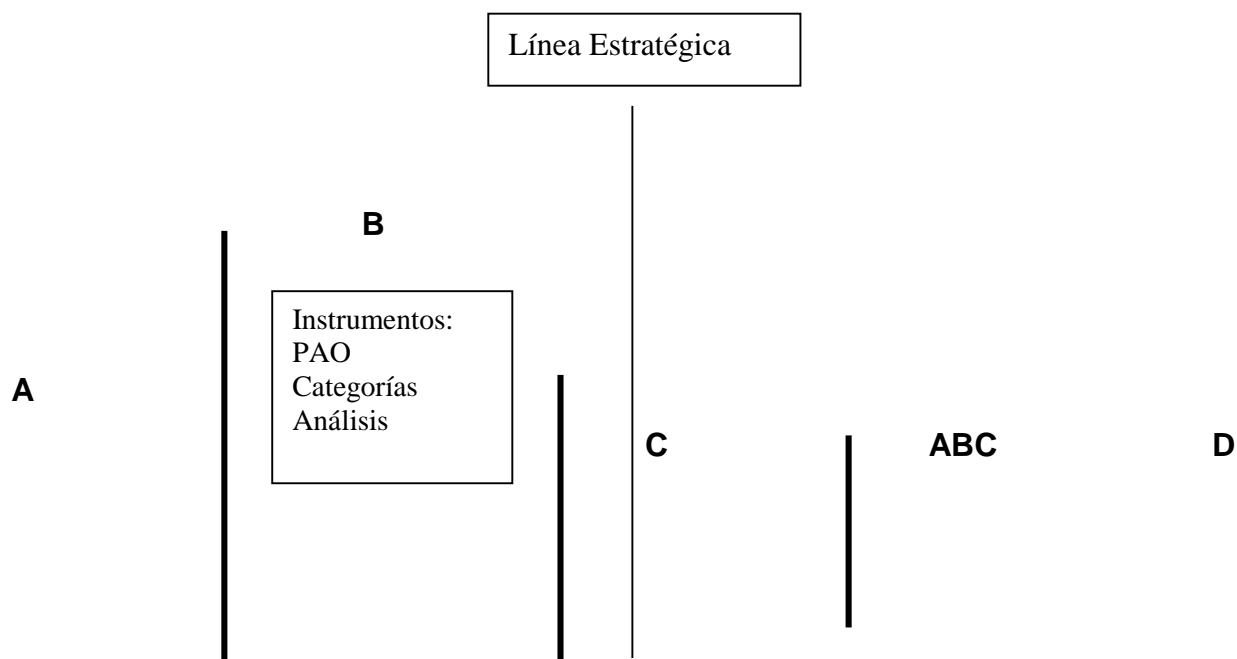 Línea Estratégica
B
Instrumentos:
PAO
Categorías
Análisis
A
C
ABC
D